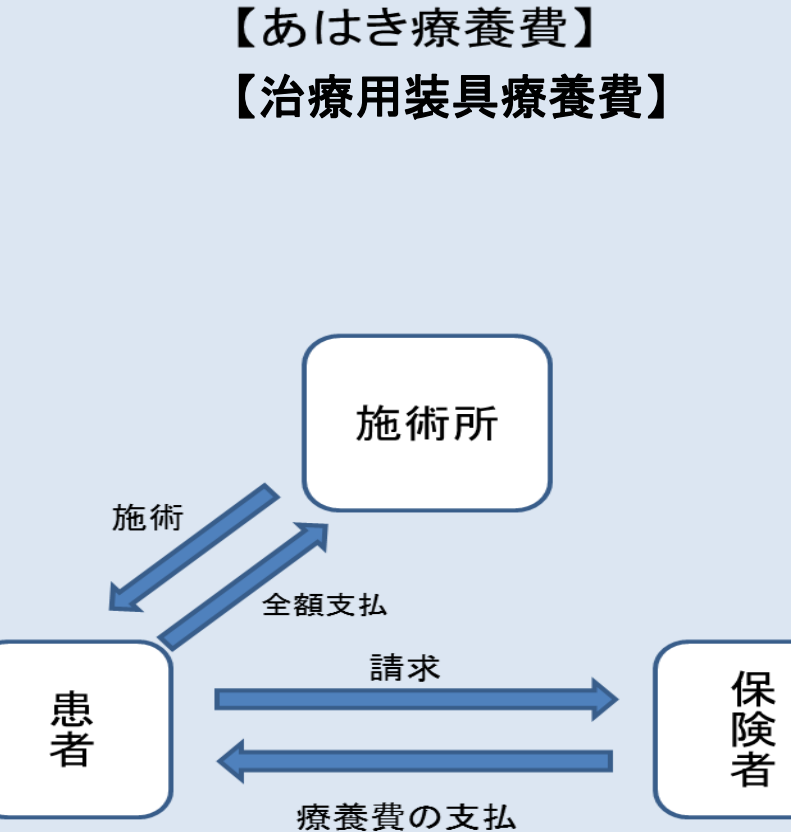 【あはき療養費】
【治療用装具療養費】
施術所
施術
全額支払
請求
患者
保険者
療養費の支払